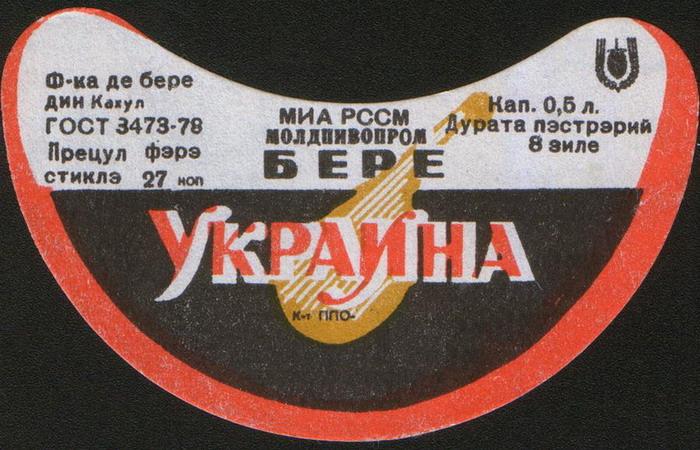 Ф-ка де бере
дин Кахул
ГОСТ 3473-78
Прецул фэрэ
стиклэ 27 коп
МИА РССМ
МОЛДПИВОПРОМ
БЕРЕ
Кап. 0,5 л.
Дурата пэстрэрий
8 зиле
УКРАИНА
К-т ППО-